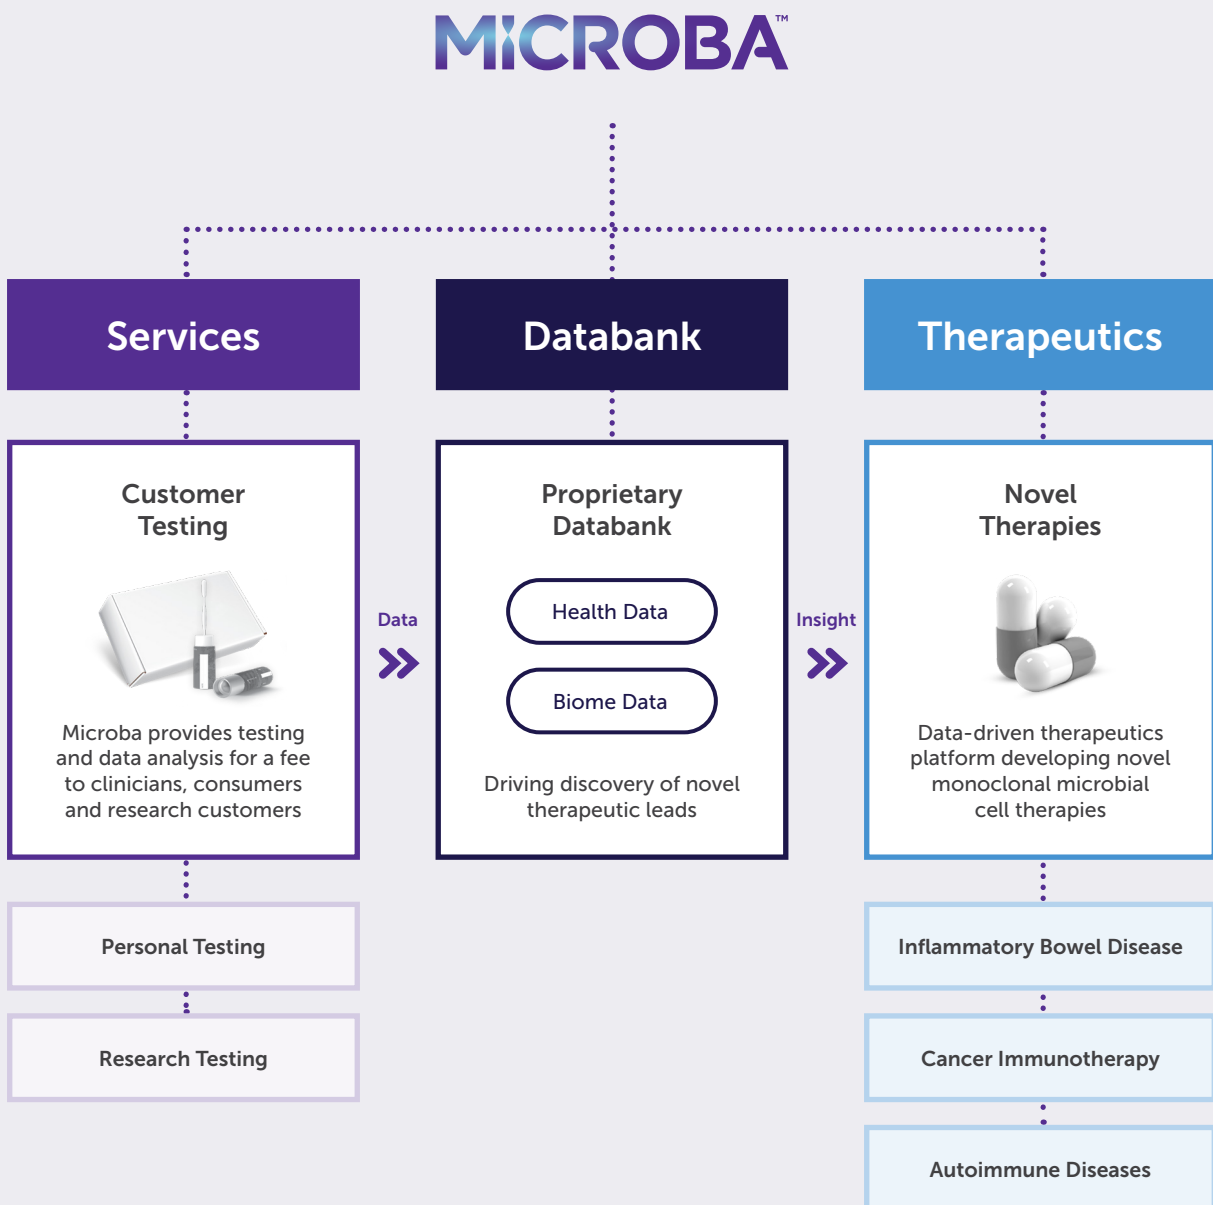 MiCROBA™
Services
Databank
Therapeutics
Customer
Testing
Microba provides testing
and data analysis for a fee
to clinicians, consumers
and research customers
Data
Proprietary
Databank
Health Data
Biome Data
Driving discovery of novel
therapeutic leads
Insight
Novel
Therapies
Data-driven therapeutics
platform developing novel
monoclonal microbial
cell therapies
Personal Testing
Research Testing
Inflammatory Bowel Disease
Cancer Immunotherapy
Autoimmune Diseases